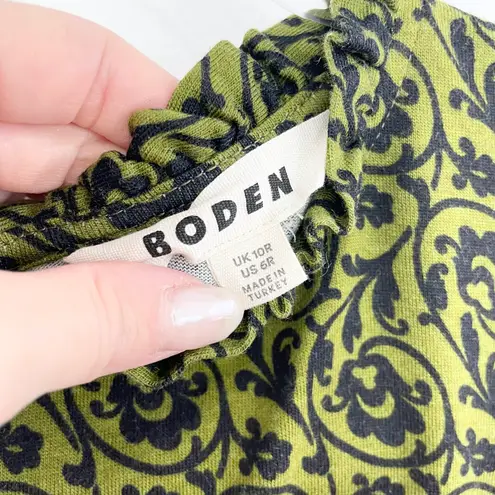 BODEN
UK 10R
US 6R
MADE IN
TURKEY